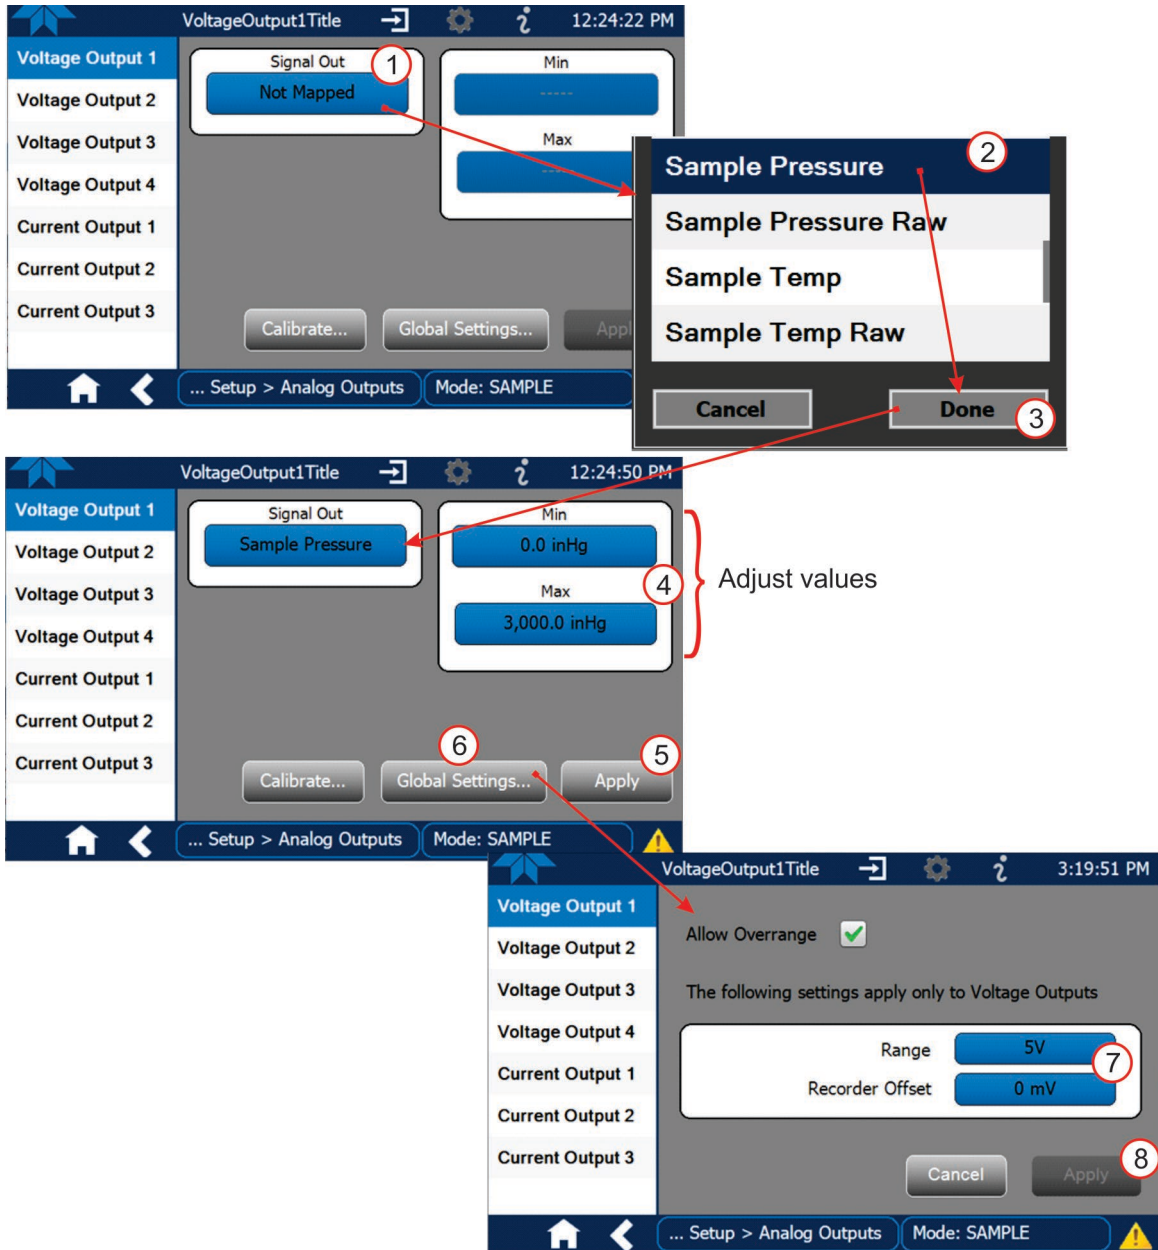 VoltageOutput1Title 12:24:22 PM
Voltage Output 1
Voltage Output 2
Voltage Output 3
Voltage Output 4
Current Output 1
Current Output 2
Current Output 3
Signal Out 1
Not Mapped
Min
-----
Max
-----
Calibrate... Global Settings... Appl
... Setup > Analog Outputs Mode: SAMPLE
Sample Pressure 2
Sample Pressure Raw
Sample Temp
Sample Temp Raw
Cancel Done 3
VoltageOutput1Title 12:24:50 PM
Voltage Output 1
Voltage Output 2
Voltage Output 3
Voltage Output 4
Current Output 1
Current Output 2
Current Output 3
Signal Out
Sample Pressure
Min
0.0 inHg
4
Max
3,000.0 inHg
Adjust values
6 5
Calibrate... Global Settings... Apply
... Setup > Analog Outputs Mode: SAMPLE
VoltageOutput1Title 3:19:51 PM
Voltage Output 1
Voltage Output 2
Voltage Output 3
Voltage Output 4
Current Output 1
Current Output 2
Current Output 3
Allow Overrange
The following settings apply only to Voltage Outputs
Range 5V
7
Recorder Offset 0 mV
Cancel Apply 8
... Setup > Analog Outputs Mode: SAMPLE